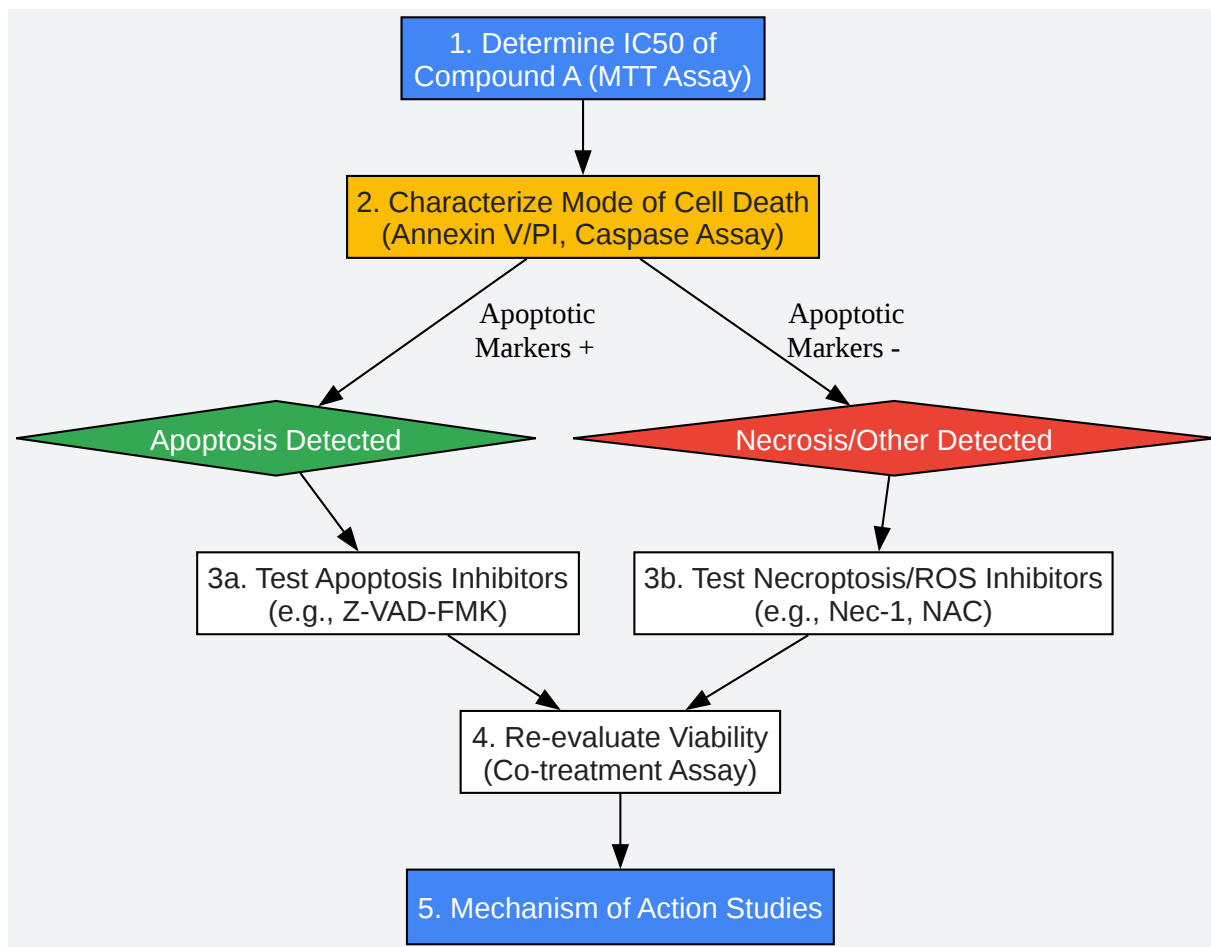 1. Determine IC50 of
Compound A (MTT Assay)
2. Characterize Mode of Cell Death
(Annexin V/PI, Caspase Assay)
Apoptotic
Markers +
Apoptotic
Markers -
Apoptosis Detected
Necrosis/Other Detected
3a. Test Apoptosis Inhibitors
(e.g., Z-VAD-FMK)
3b. Test Necroptosis/ROS Inhibitors
(e.g., Nec-1, NAC)
4. Re-evaluate Viability
(Co-treatment Assay)
5. Mechanism of Action Studies